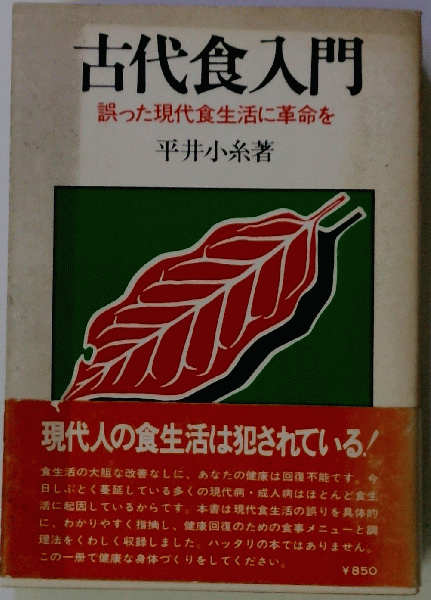 古代食入門
誤った現代食生活に革命を
平井小糸著
現代人の食生活は犯されている!
食生活の大胆な改善なしに、あなたの健康は回復不能です。今
日しぶとく蔓延している多くの現代病・成人病はほとんど食生
活に起因しているからです。本書は現代食生活の誤りを具体的
に、わかりやすく指摘し、健康回復のための食事メニューと調
理法をくわしく収録しました。ハッタリの本ではありません。
この一冊で健康な身体づくりをしてください。
¥850